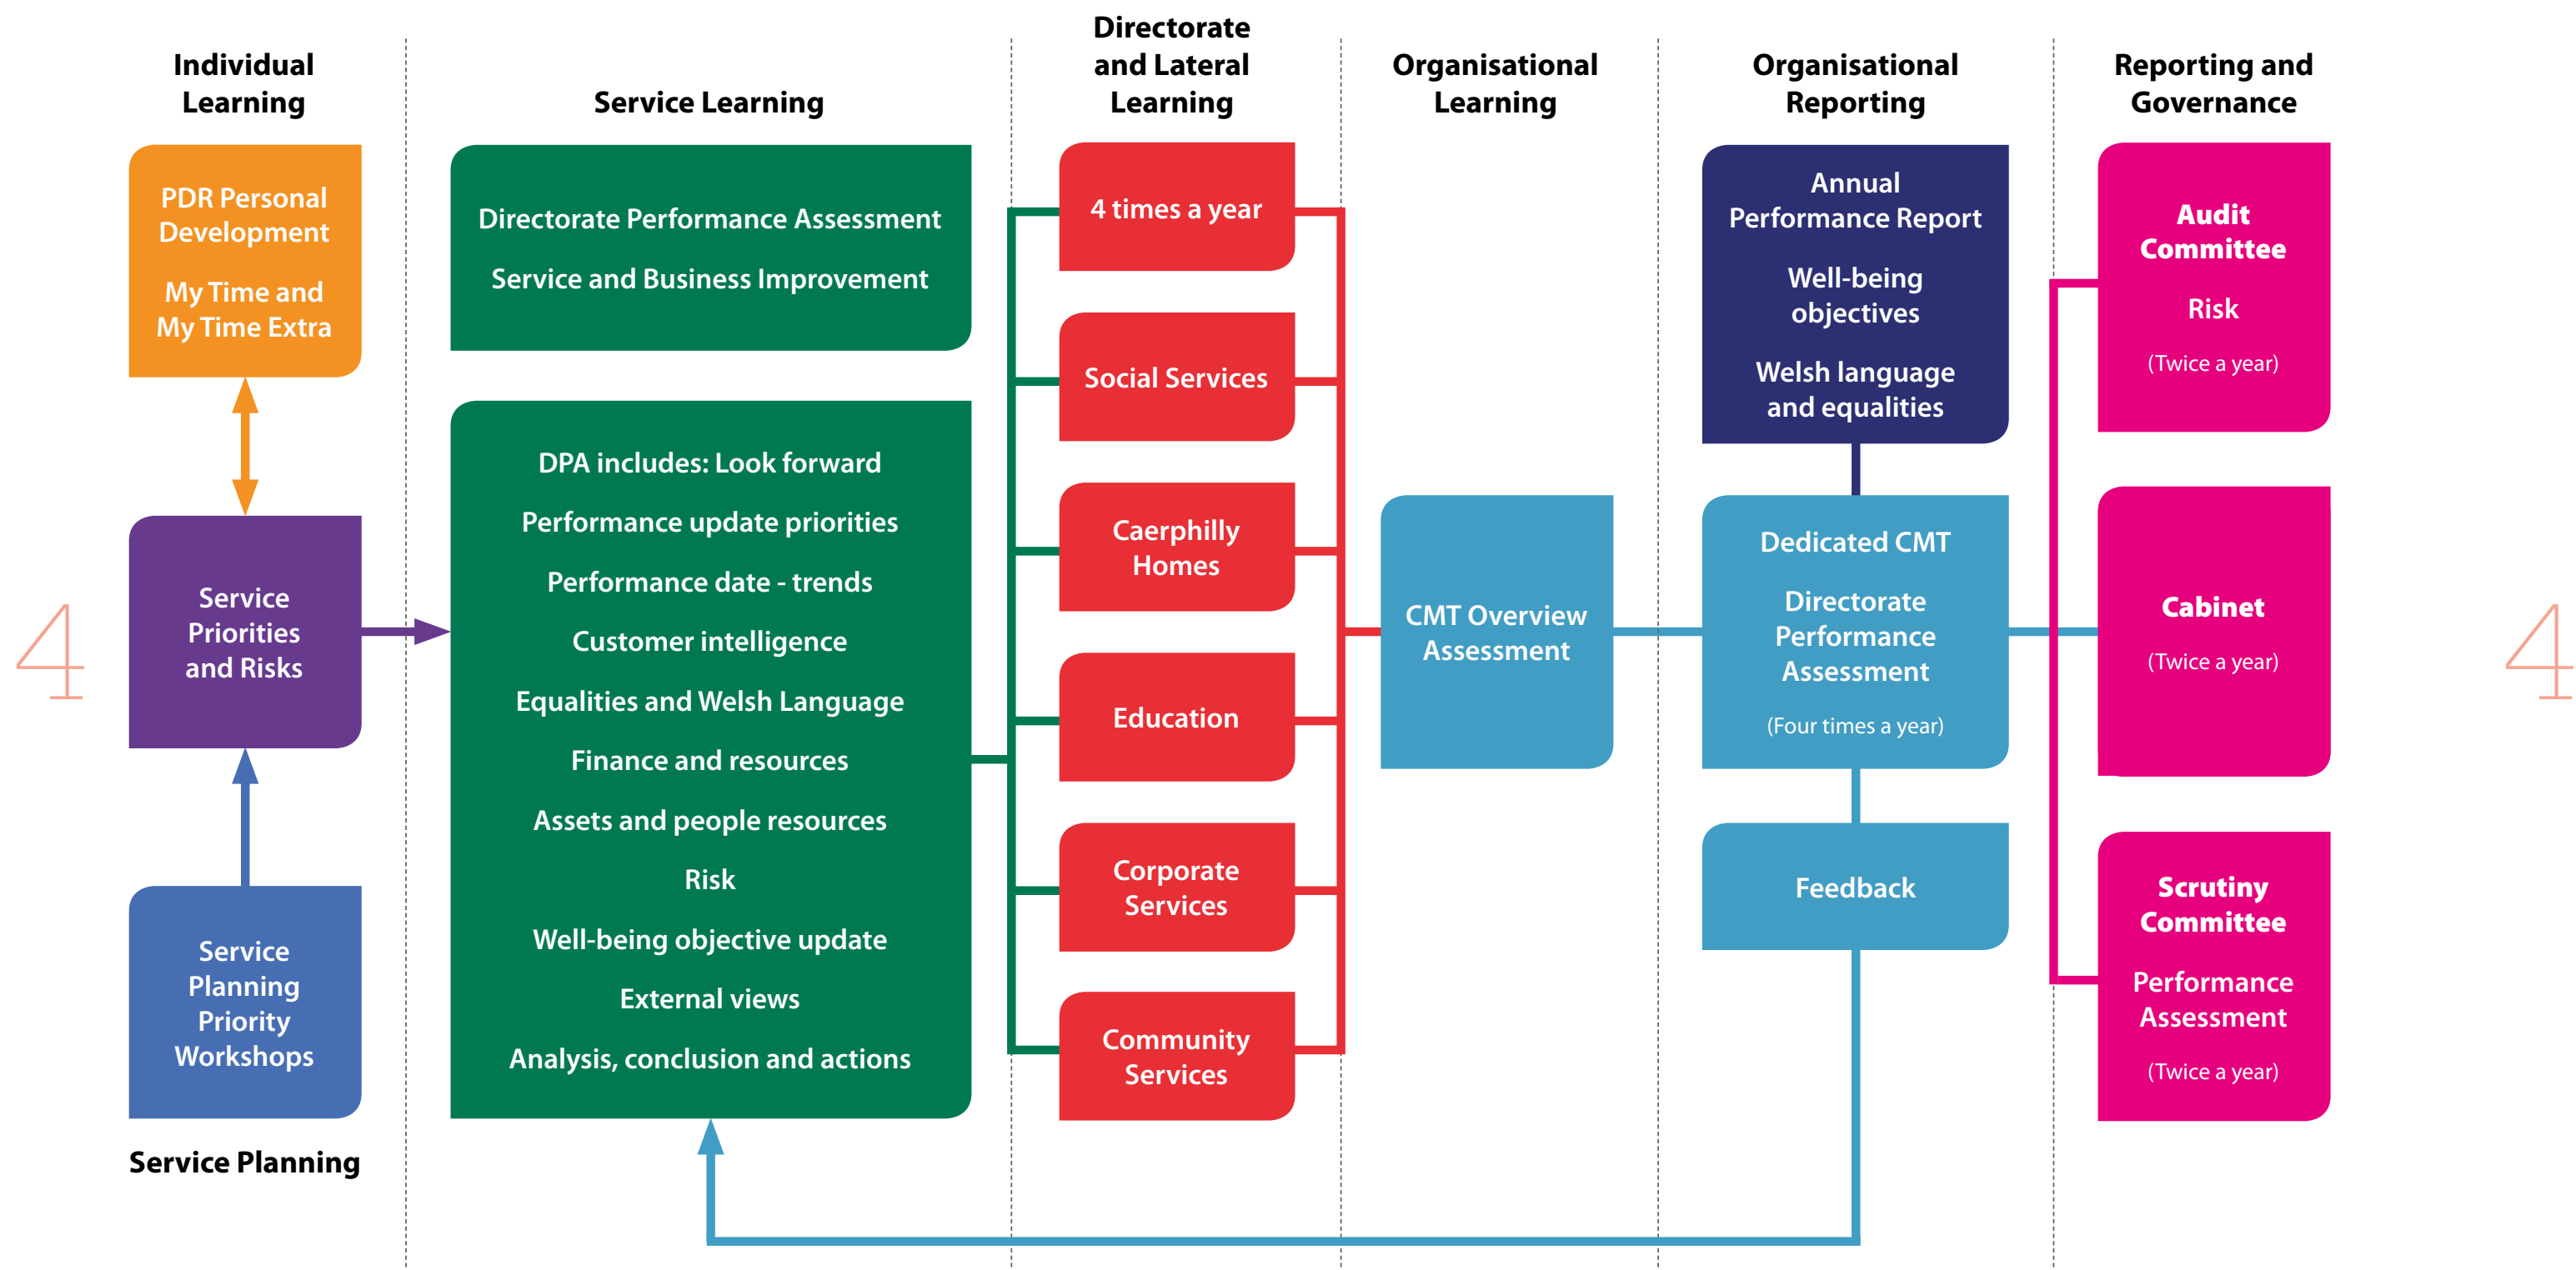 Individual
Learning
PDR Personal
Development
My Time and
My Time Extra
Service
Priorities
and Risks
Service
Planning
Priority
Workshops
Service Planning
4
Service Learning
Directorate Performance Assessment
Service and Business Improvement
DPA includes: Look forward
Performance update priorities
Performance date - trends
Customer intelligence
Equalities and Welsh Language
Finance and resources
Assets and people resources
Risk
Well-being objective update
External views
Analysis, conclusion and actions
Directorate
and Lateral
Learning
4 times a year
Social Services
Caerphilly
Homes
Education
Corporate
Services
Community
Services
Organisational
Learning
CMT Overview
Assessment
Organisational
Reporting
Annual
Performance Report
Well-being
objectives
Welsh language
and equalities
Dedicated CMT
Directorate
Performance
Assessment
(Four times a year)
Feedback
Reporting and
Governance
Audit
Committee
Risk
(Twice a year)
Cabinet
(Twice a year)
Scrutiny
Committee
Performance
Assessment
(Twice a year)
4